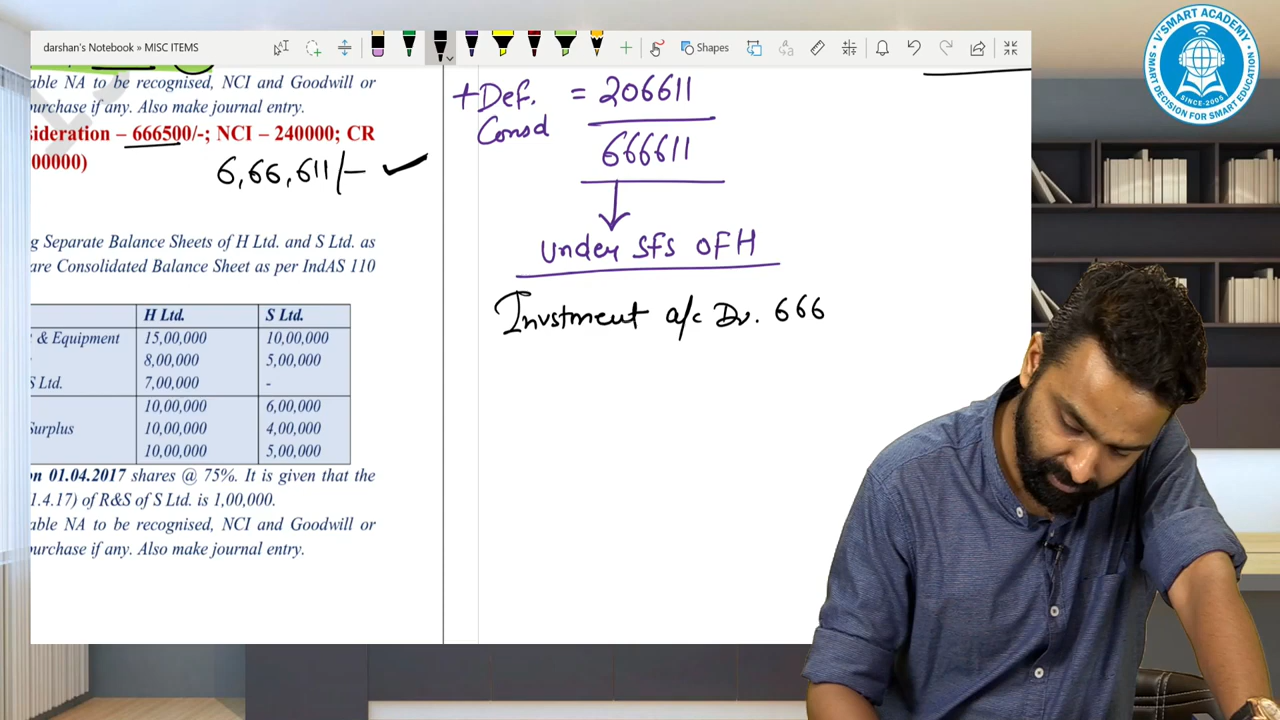 darshan's Notebook » MISC ITEMS
Shapes
able NA to be recognised, NCI and Goodwill or
purchase if any. Also make journal entry.
sideration – 666500/-; NCI – 240000; CR
00000)
6,66,611/-
+Def. = 206611
Consd
666611
under sfs of H
Invstment a/c Dr. 666
g Separate Balance Sheets of H Ltd. and S Ltd. as
are Consolidated Balance Sheet as per IndAS 110
H Ltd. S Ltd.
& Equipment 15,00,000 10,00,000
8,00,000 5,00,000
S Ltd. 7,00,000 -
10,00,000 6,00,000
Surplus 10,00,000 4,00,000
10,00,000 5,00,000
on 01.04.2017 shares @ 75%. It is given that the
1.4.17) of R&S of S Ltd. is 1,00,000.
able NA to be recognised, NCI and Goodwill or
purchase if any. Also make journal entry.
V'SMART ACADEMY
SMART DECISION FOR SMART EDUCATION
SINCE-2005